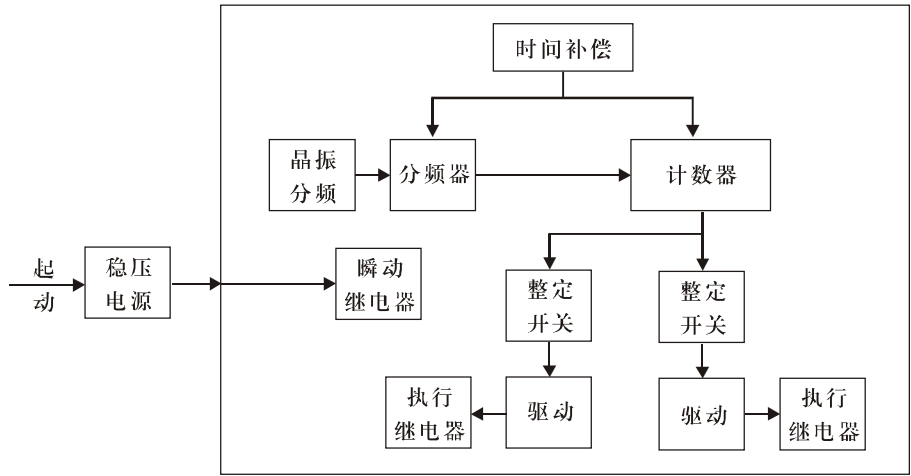 时间补偿
晶振
分频
分频器
计数器
起
动
稳压
电源
瞬动
继电器
整定
开关
整定
开关
执行
继电器
驱动
驱动
执行
继电器